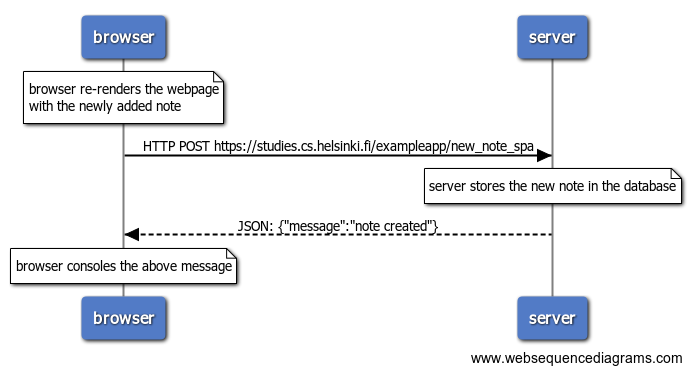 browser
server
browser re-renders the webpage
with the newly added note
HTTP POST https://studies.cs.helsinki.fi/exampleapp/new_note_spa
server stores the new note in the database
JSON: {"message":"note created"}
browser consoles the above message
browser
server
www.websequencediagrams.com